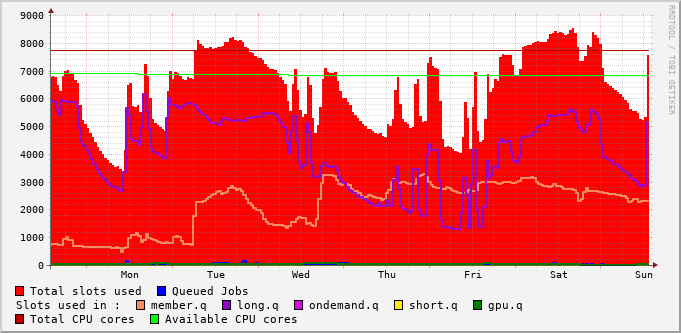 RRDTOOL / TOBI OETIKER
9000
8000
7000
6000
5000
4000
3000
2000
1000
0
Mon Tue Wed Thu Fri Sat Sun
Total slots used Queued Jobs
Slots used in : member.q long.q ondemand.q short.q gpu.q
Total CPU cores Available CPU cores